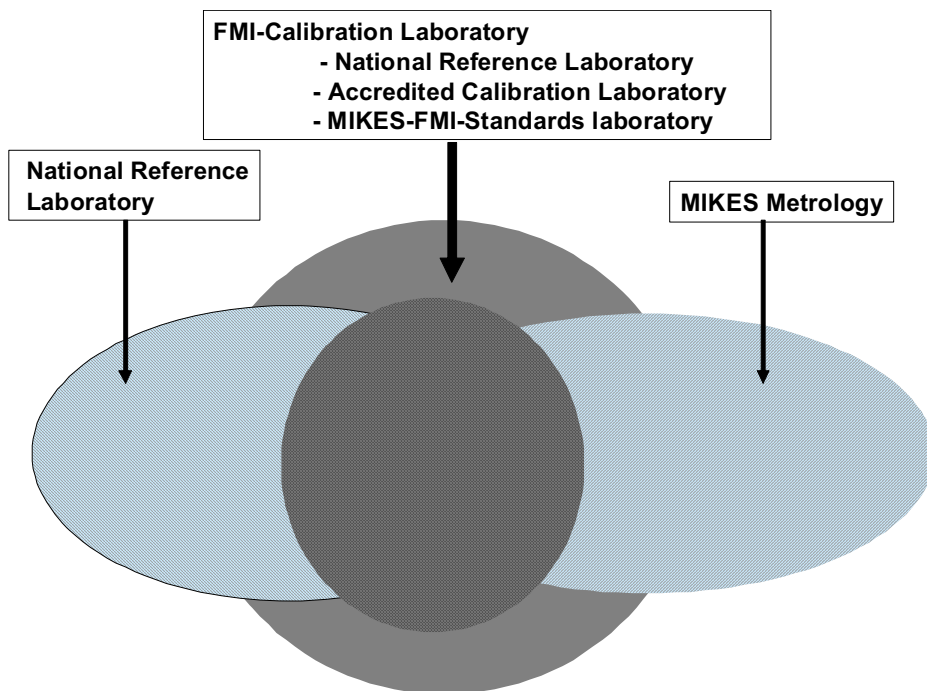 FMI-Calibration Laboratory
- National Reference Laboratory
- Accredited Calibration Laboratory
- MIKES-FMI-Standards laboratory
National Reference
Laboratory
MIKES Metrology